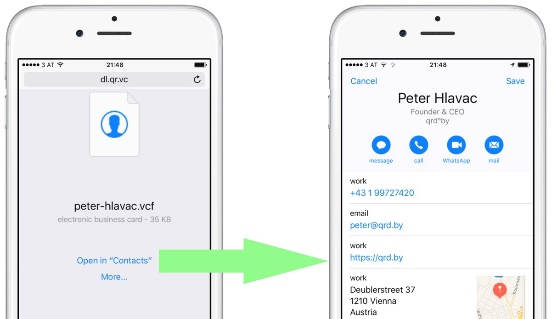 3 AT 21:48
dl.qr.vc
peter-hlavac.vcf
electronic business card - 35 KB
Open in “Contacts”
More...
3 AT 21:48
Cancel Save
Peter Hlavac
Founder & CEO
qrd°by
message call WhatsApp mail
work
+43 1 99727420
email
peter@qrd.by
work
https://qrd.by
work
Deublerstreet 37
1210 Vienna
Austria